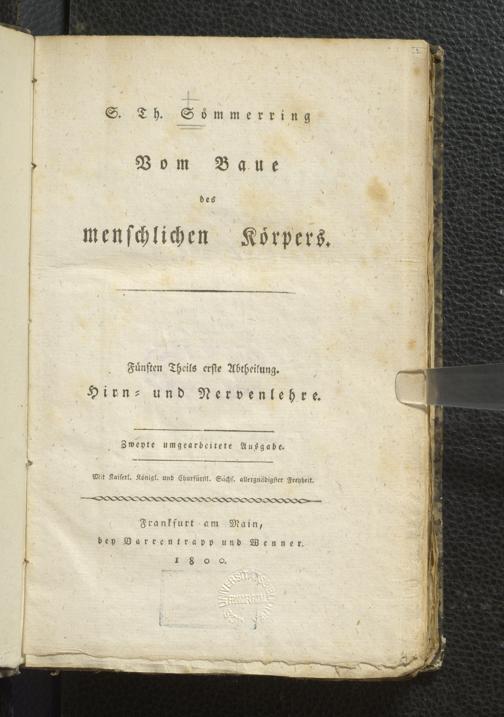 S. Th. Sömmerring
Vom Baue
des
menſchlichen Körpers.
Fünften Theils erſte Abtheilung.
Hirn- und Nervenlehre.
Zweyte umgearbeitete Ausgabe.
Mit Kaiſerl. Königl. und Churfürſtl. Sächſ. allergnädigſter Freyheit.
Frankfurt am Main,
bey Varrentrapp und Wenner.
1800.